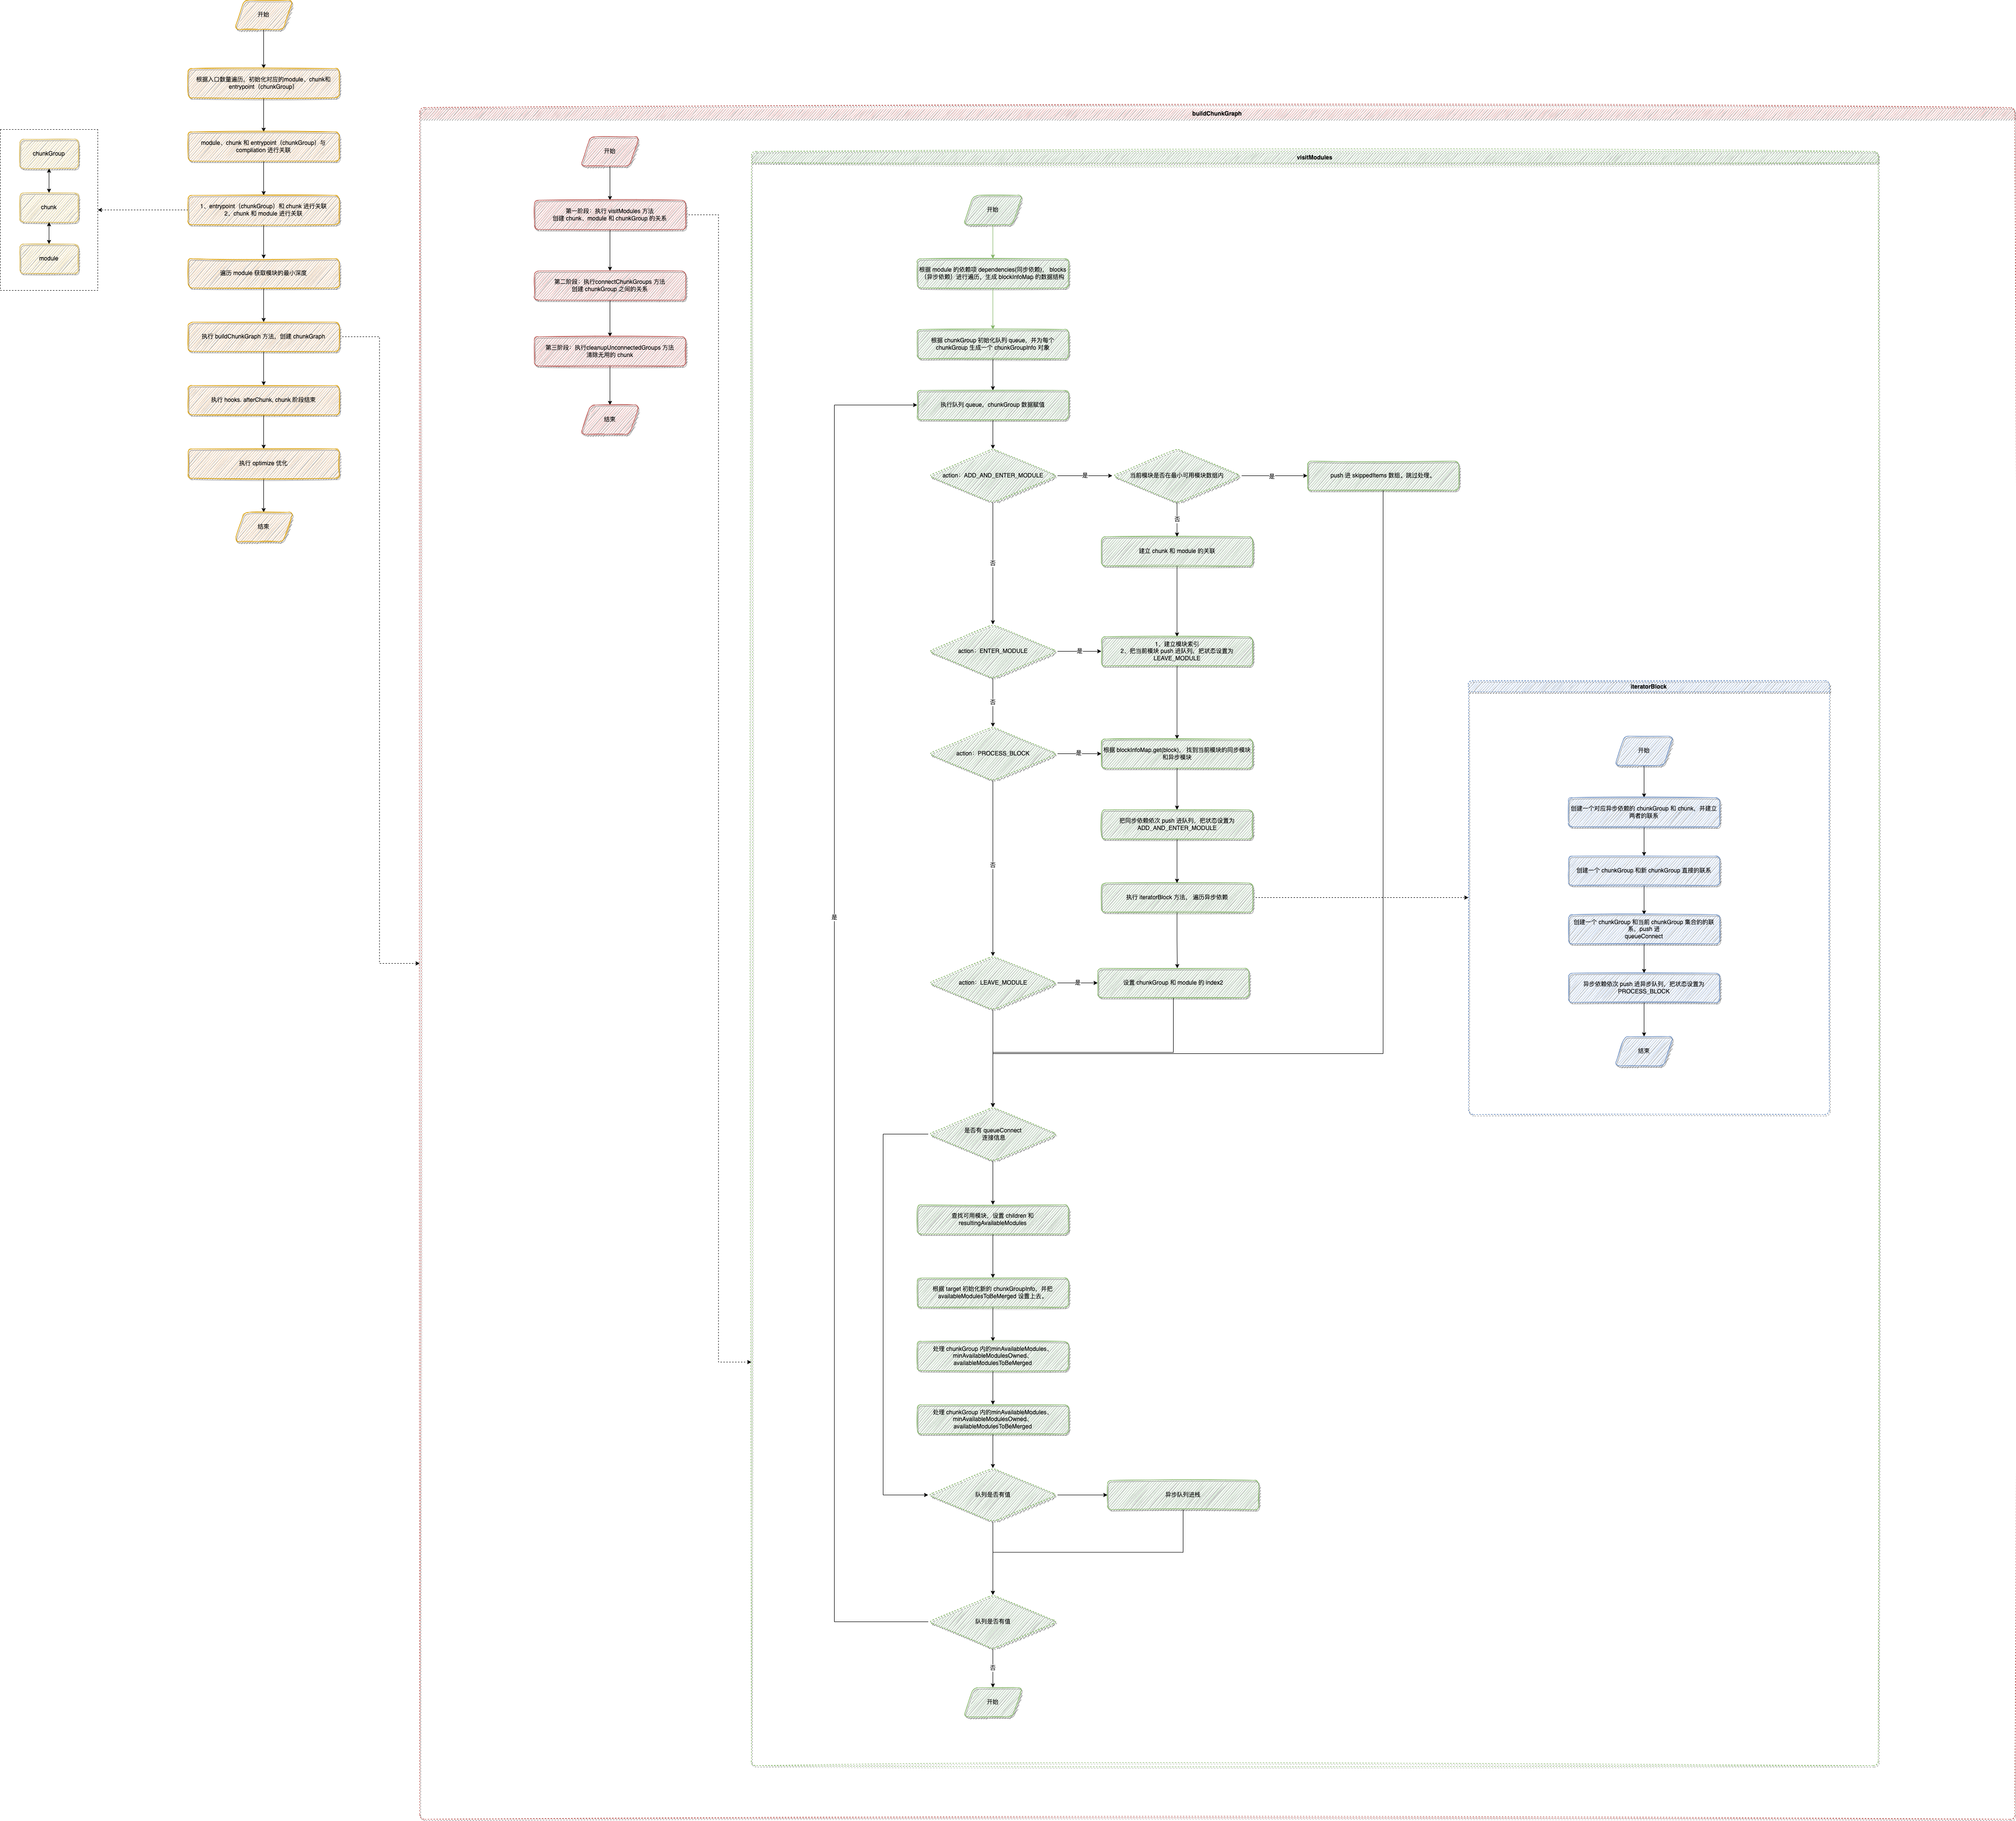 开始
根据入口数量遍历，初始化对应的module、chunk和
entrypoint（chunkGroup）
module、chunk 和 entrypoint（chunkGroup）与
compilation 进行关联
1、entrypoint（chunkGroup）和 chunk 进行关联
2、chunk 和 module 进行关联
遍历 module 获取模块的最小深度
执行 buildChunkGraph 方法，创建 chunkGraph
执行 hooks. afterChunk, chunk 阶段结束
执行 optimize 优化
结束
chunkGroup
chunk
module
buildChunkGraph
开始
第一阶段：执行 visitModules 方法
创建 chunk、module 和 chunkGroup 的关系
第二阶段：执行connectChunkGroups 方法
创建 chunkGroup 之间的关系
第三阶段：执行cleanupUnconnectedGroups 方法
清除无用的 chunk
结束
visitModules
开始
根据 module 的依赖项 dependencies(同步依赖)， blocks
（异步依赖）进行遍历，生成 blockInfoMap 的数据结构
根据 chunkGroup 初始化队列 queue，并为每个
chunkGroup 生成一个 chunkGroupInfo 对象
执行队列 queue，chunkGroup 数据赋值
action：ADD_AND_ENTER_MODULE
是
当前模块是否在最小可用模块数组内
是
push 进 skippedItems 数组，跳过处理。
否
建立 chunk 和 module 的关联
否
action：ENTER_MODULE
是
1、建立模块索引
2、把当前模块 push 进队列，把状态设置为
LEAVE_MODULE
否
action：PROCESS_BLOCK
是
根据 blockInfoMap.get(block)， 找到当前模块的同步模块
和异步模块
把同步依赖依次 push 进队列，把状态设置为
ADD_AND_ENTER_MODULE
否
执行 iteratorBlock 方法， 遍历异步依赖
是
action：LEAVE_MODULE
是
设置 chunkGroup 和 module 的 index2
是否有 queueConnect
连接信息
查找可用模块，设置 children 和
resultingAvailableModules
根据 target 初始化新的 chunkGroupInfo，并把
availableModulesToBeMerged 设置上去。
处理 chunkGroup 内的minAvailableModules、
minAvailableModulesOwned、
availableModulesToBeMerged
处理 chunkGroup 内的minAvailableModules、
minAvailableModulesOwned、
availableModulesToBeMerged
队列是否有值
异步队列进栈
队列是否有值
否
开始
iteratorBlock
开始
创建一个对应异步依赖的 chunkGroup 和 chunk，并建立
两者的联系
创建一个 chunkGroup 和新 chunkGroup 直接的联系
创建一个 chunkGroup 和当前 chunkGroup 集合的的联
系，push 进
queueConnect
异步依赖依次 push 进异步队列，把状态设置为
PROCESS_BLOCK
结束